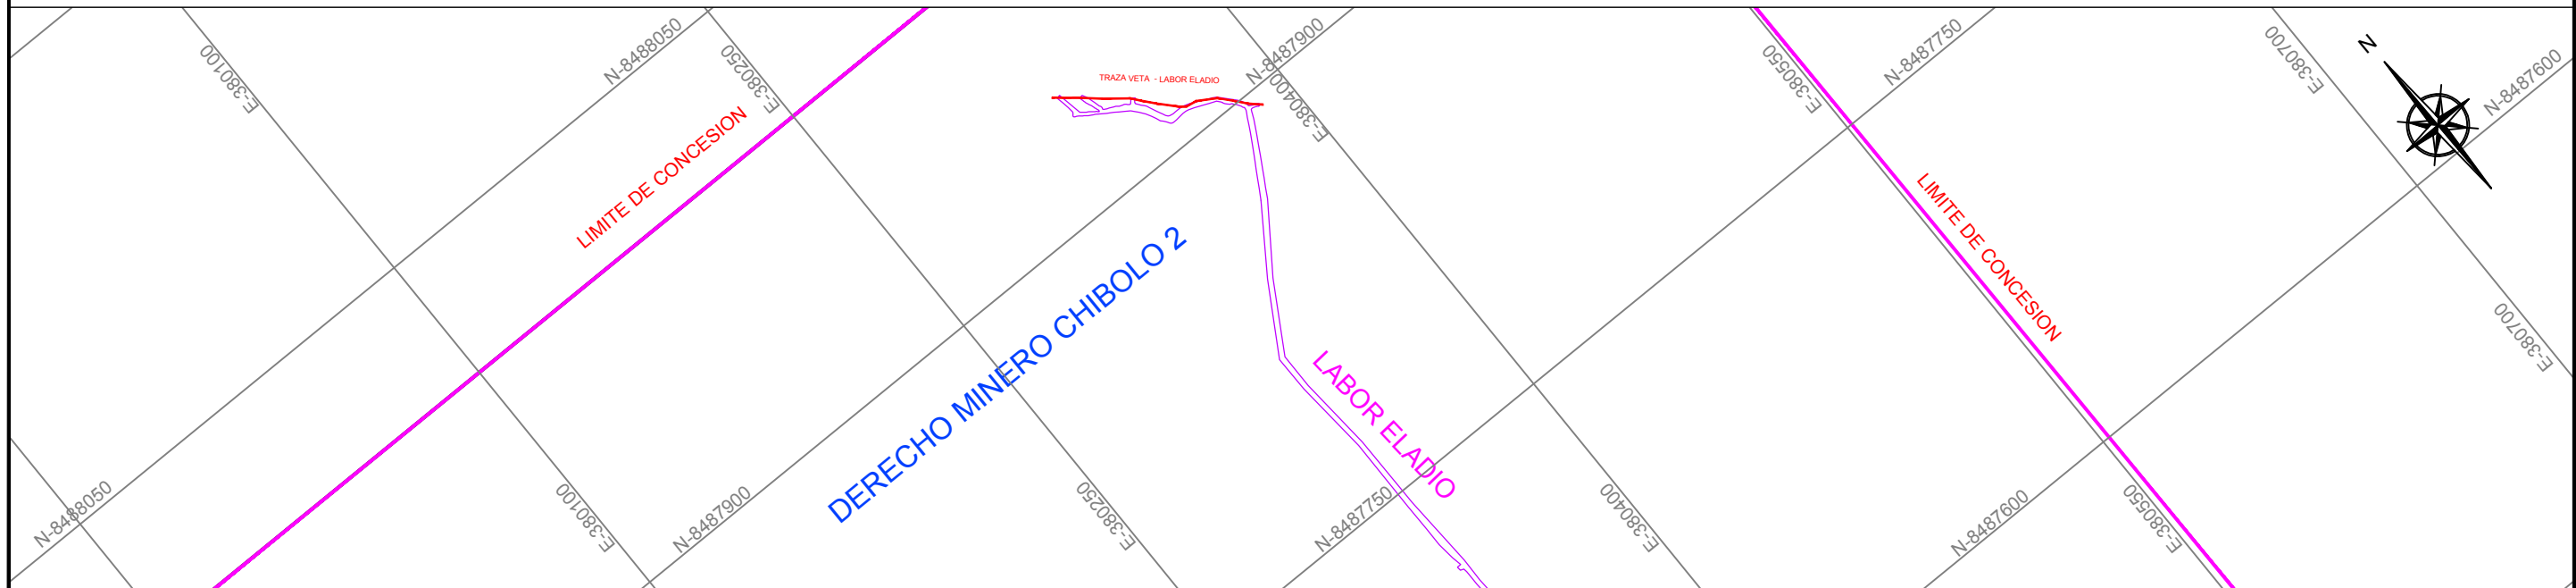 E-380100
N-8488050
E-380250
TRAZA VETA - LABOR ELADIO
N-8487900
E-380400
E-380550
N-8487750
E-380700
N
N-8487600
LIMITE DE CONCESION
LIMITE DE CONCESION
DERECHO MINERO CHIBOLO 2
LABOR ELADIO
E-380700
N-8488050
E-380100
N-8487900
E-380250
N-8487750
E-380400
N-8487600
E-380550